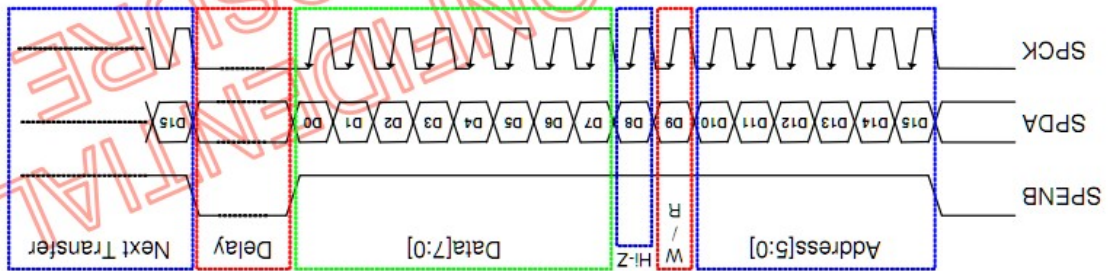 Address[5:0]
W / R
Hi-Z
Data[7:0]
Delay
Next Transfer
SPENB
SPDA
D15
D14
D13
D12
D11
D10
D9
D8
D7
D6
D5
D4
D3
D2
D1
D0
D15
SPCK